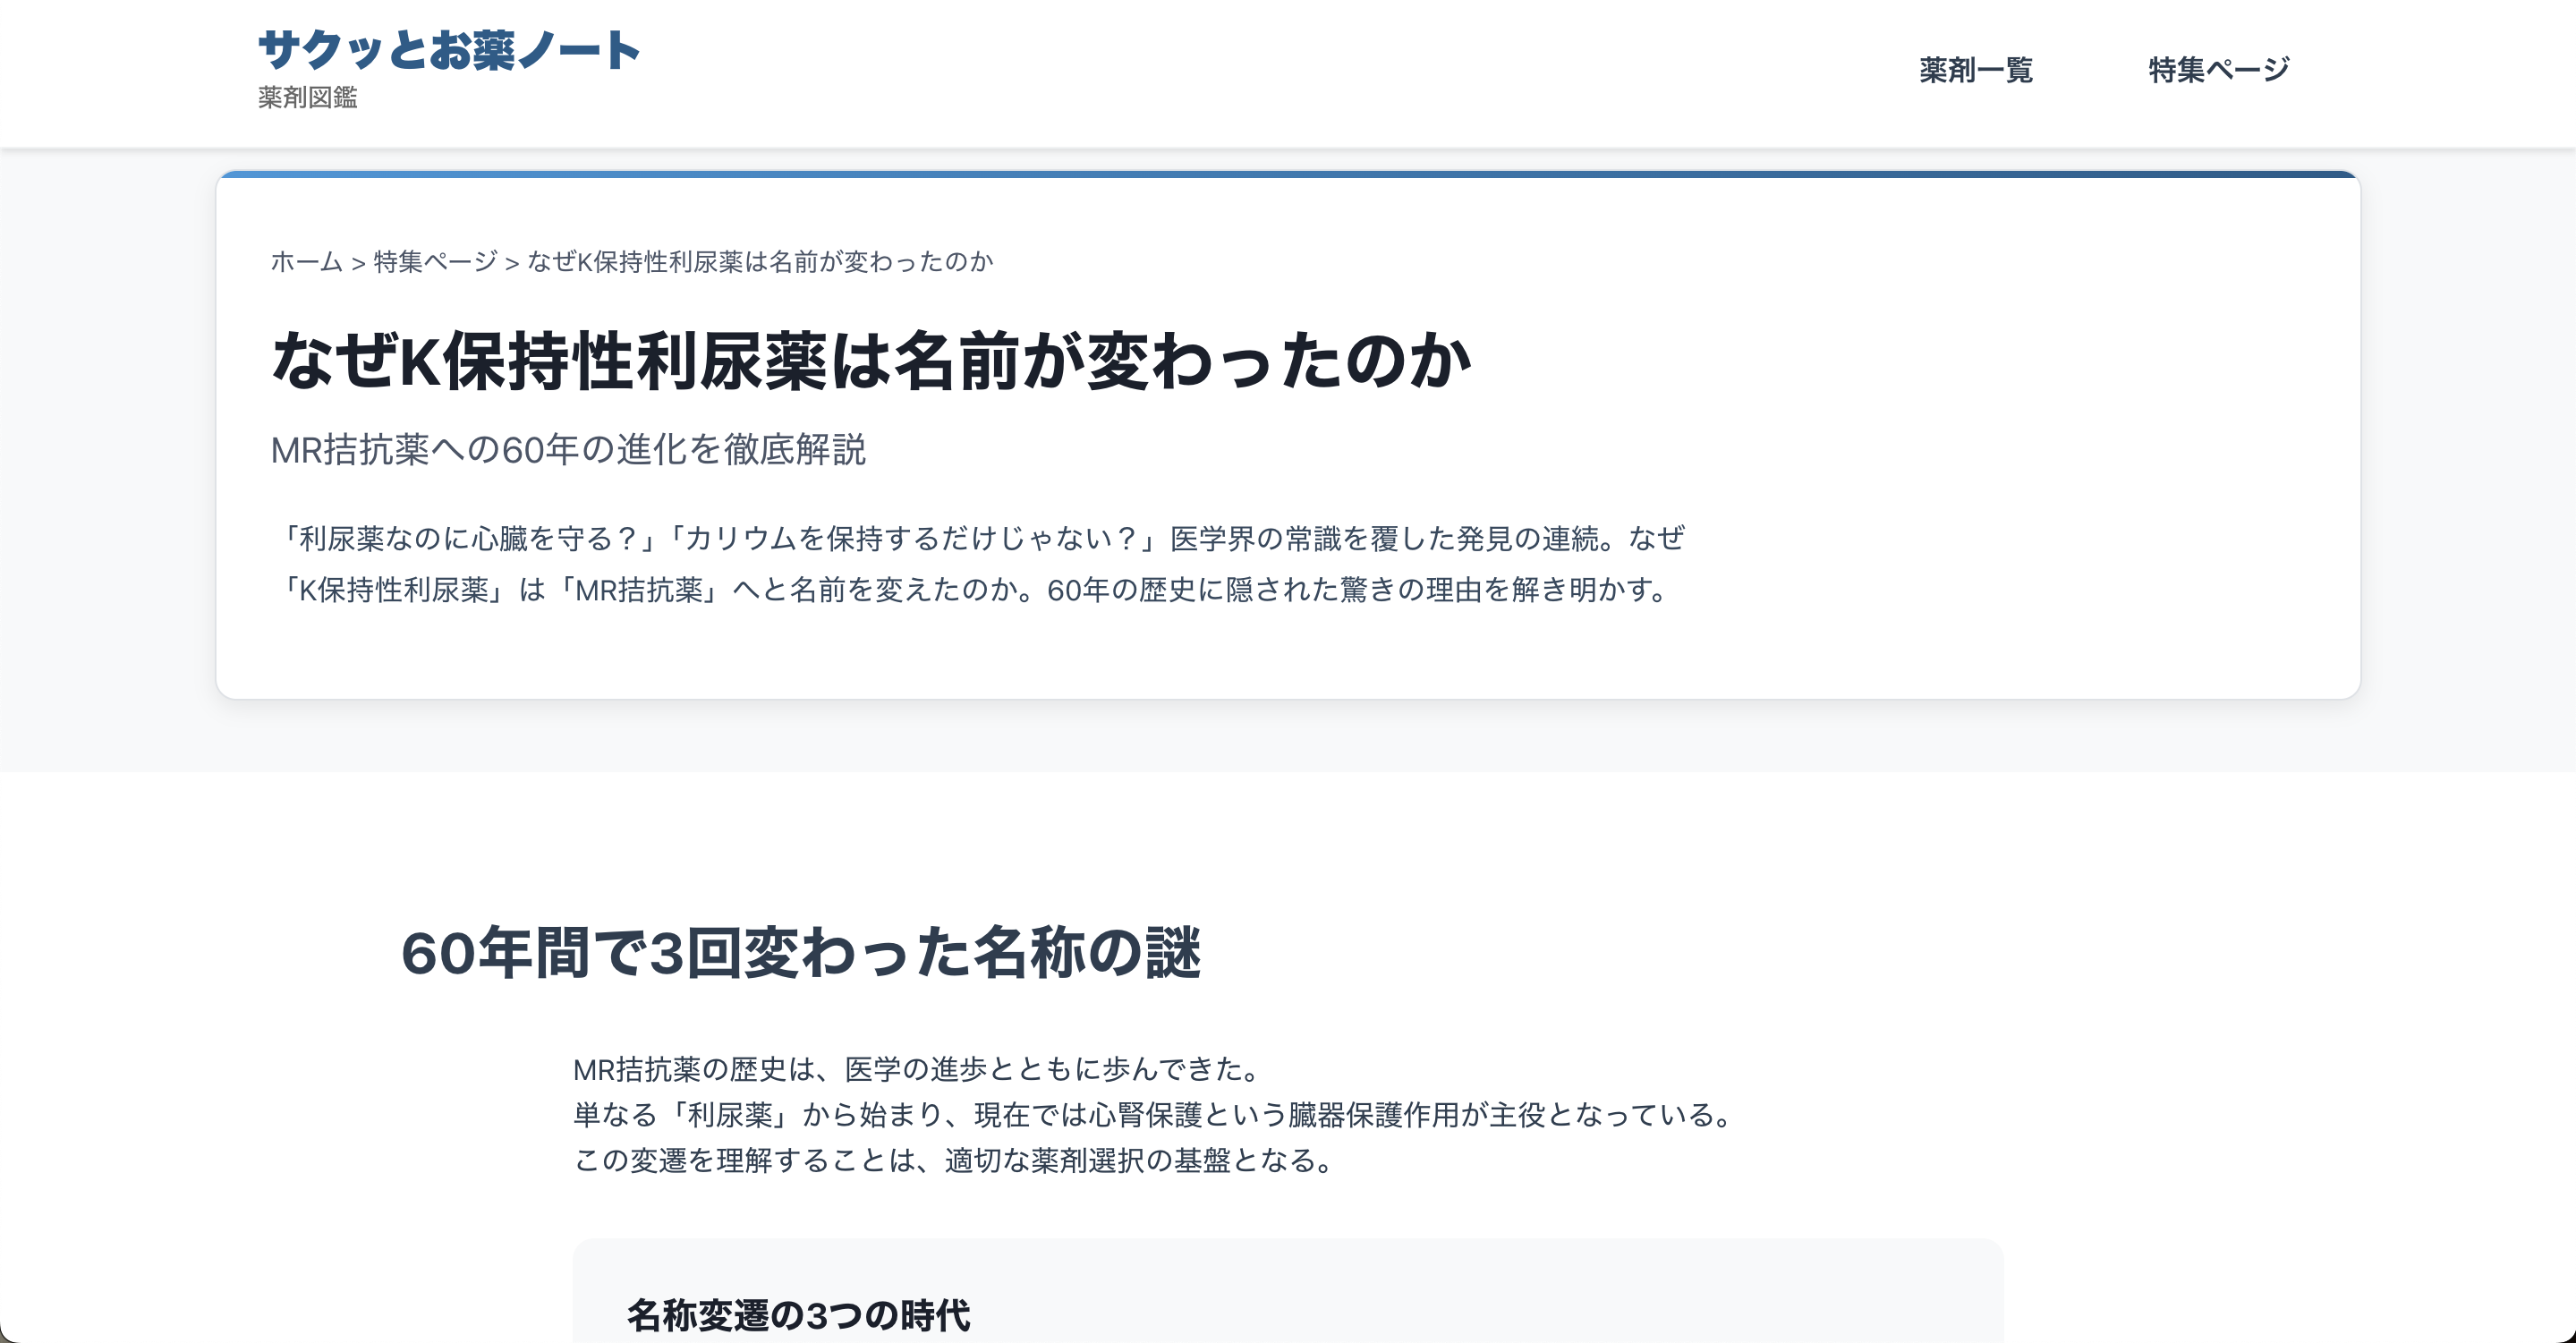 サクッとお薬ノート
薬剤図鑑
薬剤一覧
特集ページ
ホーム > 特集ページ > なぜK保持性利尿薬は名前が変わったのか
なぜK保持性利尿薬は名前が変わったのか
MR拮抗薬への60年の進化を徹底解説
「利尿薬なのに心臓を守る？」「カリウムを保持するだけじゃない？」医学界の常識を覆した発見の連続。なぜ
「K保持性利尿薬」は「MR拮抗薬」へと名前を変えたのか。60年の歴史に隠された驚きの理由を解き明かす。
60年間で3回変わった名称の謎
MR拮抗薬の歴史は、医学の進歩とともに歩んできた。
単なる「利尿薬」から始まり、現在では心腎保護という臓器保護作用が主役となっている。
この変遷を理解することは、適切な薬剤選択の基盤となる。
名称変遷の3つの時代